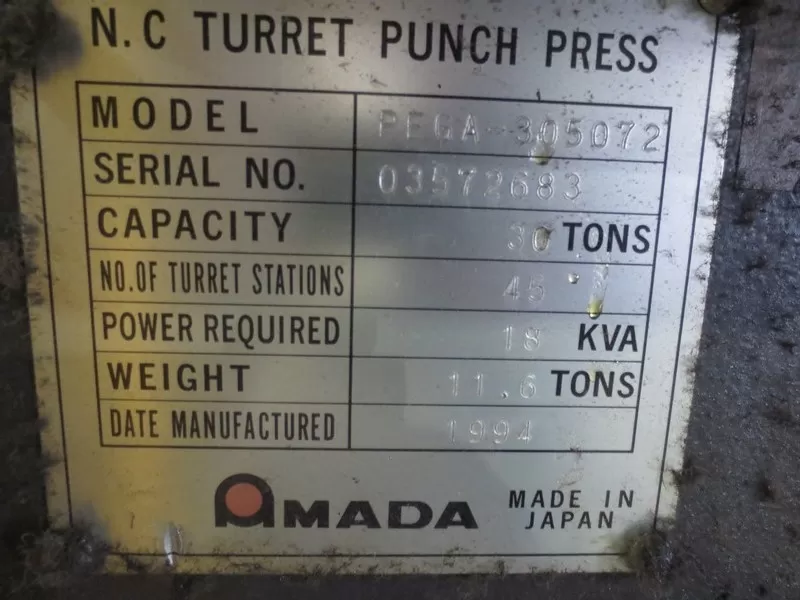 N.C TURRET PUNCH PRESS
MODEL PEGA-305072
SERIAL NO. 03572683
CAPACITY 30 TONS
NO.OF TURRET STATIONS 45
POWER REQUIRED 18 KVA
WEIGHT 11.6 TONS
DATE MANUFACTURED 1994
AMADA MADE IN
JAPAN